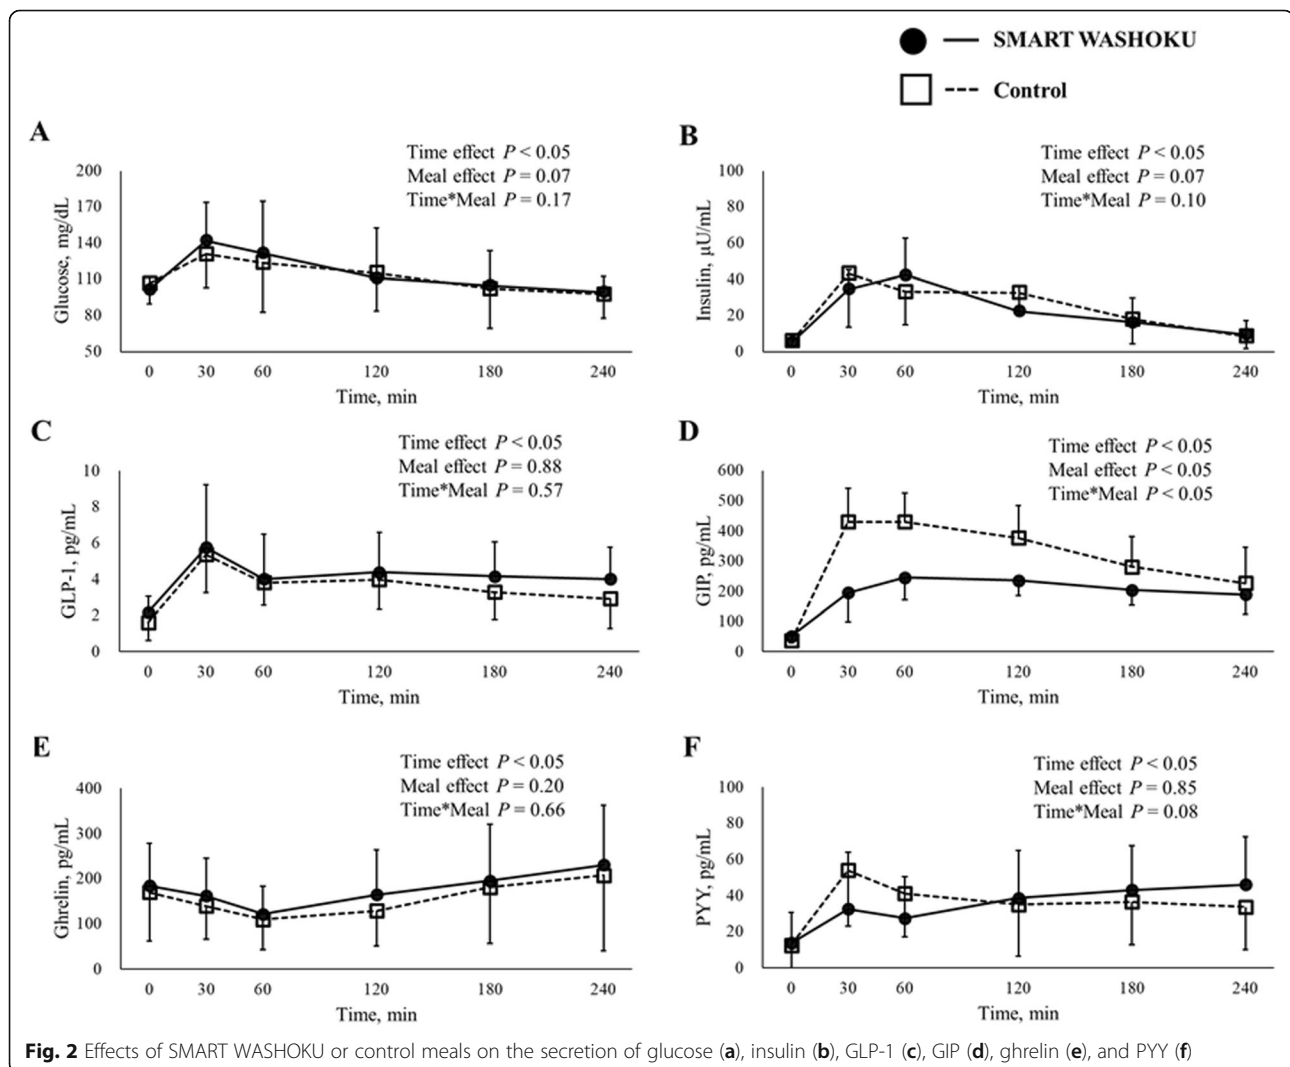 SMART WASHOKU
Control
A
Time effect P < 0.05
Meal effect P = 0.07
Time*Meal P = 0.17
Glucose, mg/dL
200
170
140
110
80
50
0 30 60 120 180 240
Time, min
B
Time effect P < 0.05
Meal effect P = 0.07
Time*Meal P = 0.10
Insulin, μU/mL
100
80
60
40
20
0
0 30 60 120 180 240
Time, min
C
Time effect P < 0.05
Meal effect P = 0.88
Time*Meal P = 0.57
GLP-1, pg/mL
10
8
6
4
2
0
0 30 60 120 180 240
Time, min
D
Time effect P < 0.05
Meal effect P < 0.05
Time*Meal P < 0.05
GIP, pg/mL
600
500
400
300
200
100
0
0 30 60 120 180 240
Time, min
E
Time effect P < 0.05
Meal effect P = 0.20
Time*Meal P = 0.66
Ghrelin, pg/mL
400
300
200
100
0
0 30 60 120 180 240
Time, min
F
Time effect P < 0.05
Meal effect P = 0.85
Time*Meal P = 0.08
PYY, pg/mL
100
80
60
40
20
0
0 30 60 120 180 240
Time, min
Fig. 2 Effects of SMART WASHOKU or control meals on the secretion of glucose (a), insulin (b), GLP-1 (c), GIP (d), ghrelin (e), and PYY (f)